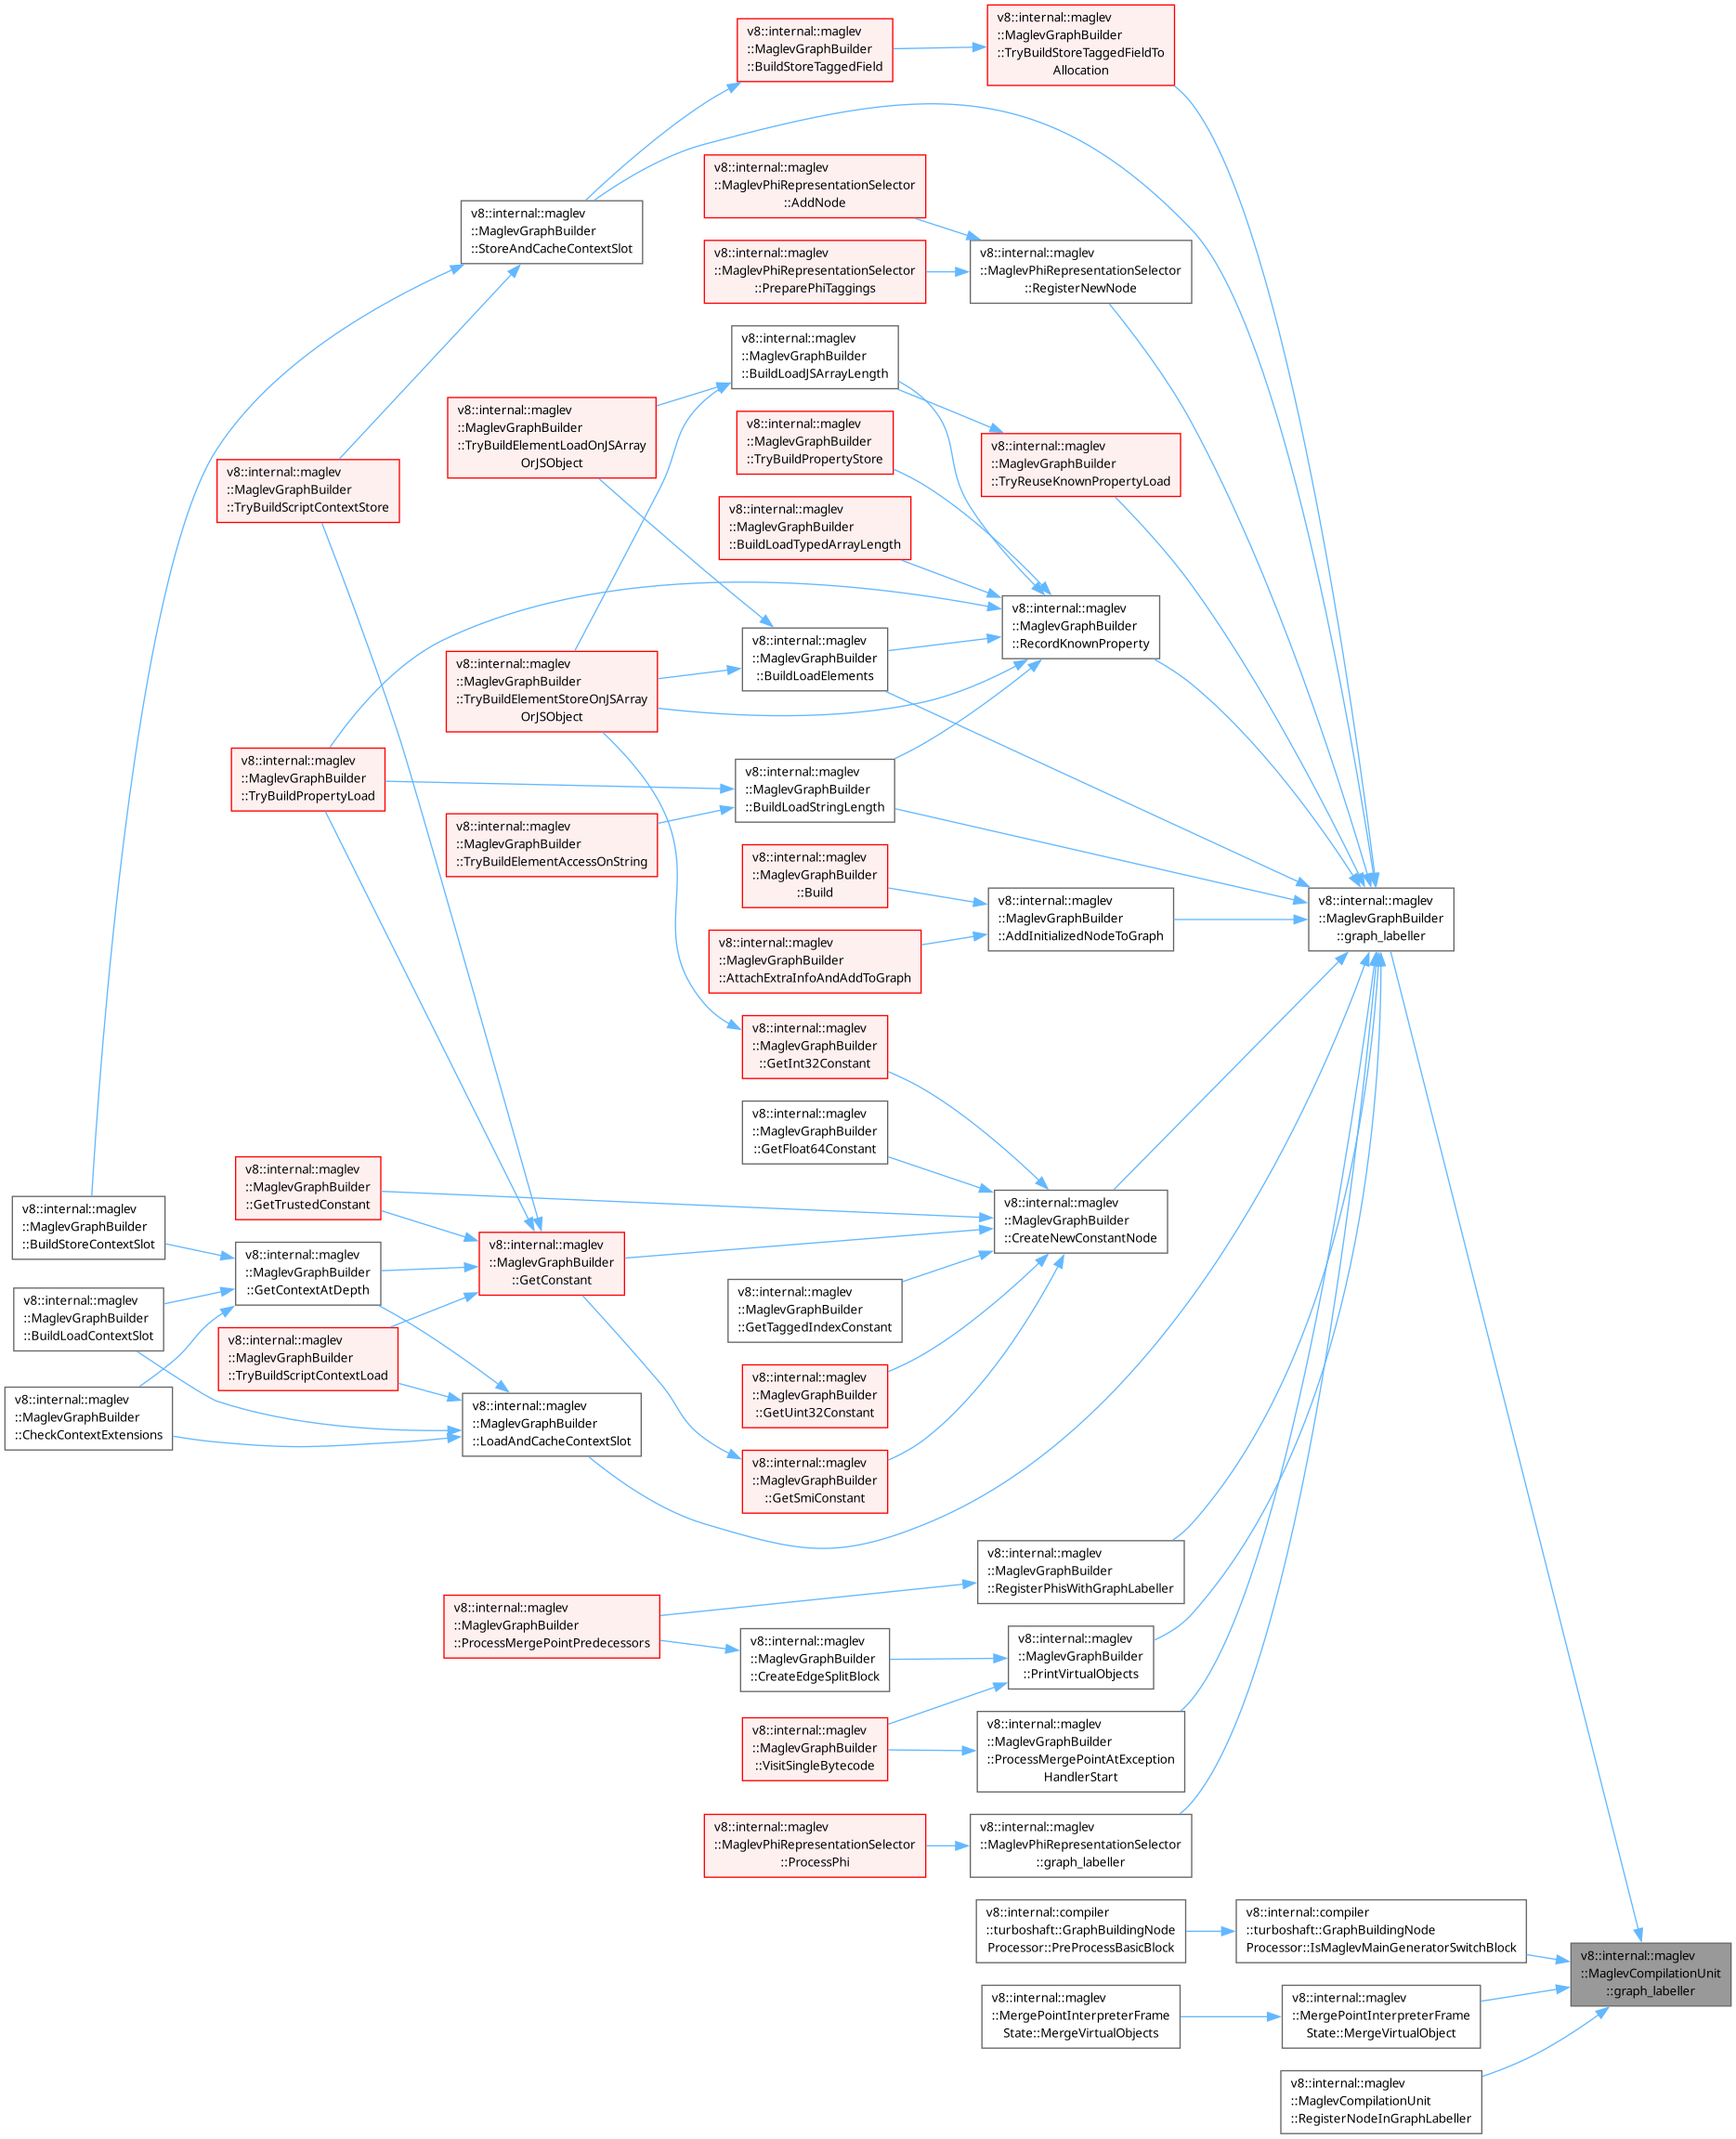 v8::internal::maglev
::MaglevGraphBuilder
::BuildStoreTaggedField
v8::internal::maglev
::MaglevGraphBuilder
::TryBuildStoreTaggedFieldTo
Allocation
v8::internal::maglev
::MaglevPhiRepresentationSelector
::AddNode
v8::internal::maglev
::MaglevGraphBuilder
::StoreAndCacheContextSlot
v8::internal::maglev
::MaglevPhiRepresentationSelector
::PreparePhiTaggings
v8::internal::maglev
::MaglevPhiRepresentationSelector
::RegisterNewNode
v8::internal::maglev
::MaglevGraphBuilder
::BuildLoadJSArrayLength
v8::internal::maglev
::MaglevGraphBuilder
::TryBuildElementLoadOnJSArray
OrJSObject
v8::internal::maglev
::MaglevGraphBuilder
::TryBuildPropertyStore
v8::internal::maglev
::MaglevGraphBuilder
::TryReuseKnownPropertyLoad
v8::internal::maglev
::MaglevGraphBuilder
::TryBuildScriptContextStore
v8::internal::maglev
::MaglevGraphBuilder
::BuildLoadTypedArrayLength
v8::internal::maglev
::MaglevGraphBuilder
::RecordKnownProperty
v8::internal::maglev
::MaglevGraphBuilder
::BuildLoadElements
v8::internal::maglev
::MaglevGraphBuilder
::TryBuildElementStoreOnJSArray
OrJSObject
v8::internal::maglev
::MaglevGraphBuilder
::TryBuildPropertyLoad
v8::internal::maglev
::MaglevGraphBuilder
::BuildLoadStringLength
v8::internal::maglev
::MaglevGraphBuilder
::TryBuildElementAccessOnString
v8::internal::maglev
::MaglevGraphBuilder
::Build
v8::internal::maglev
::MaglevGraphBuilder
::AddInitializedNodeToGraph
v8::internal::maglev
::MaglevGraphBuilder
::graph_labeller
v8::internal::maglev
::MaglevGraphBuilder
::AttachExtraInfoAndAddToGraph
v8::internal::maglev
::MaglevGraphBuilder
::GetInt32Constant
v8::internal::maglev
::MaglevGraphBuilder
::GetFloat64Constant
v8::internal::maglev
::MaglevGraphBuilder
::GetTrustedConstant
v8::internal::maglev
::MaglevGraphBuilder
::CreateNewConstantNode
v8::internal::maglev
::MaglevGraphBuilder
::BuildStoreContextSlot
v8::internal::maglev
::MaglevGraphBuilder
::GetContextAtDepth
v8::internal::maglev
::MaglevGraphBuilder
::GetConstant
v8::internal::maglev
::MaglevGraphBuilder
::GetTaggedIndexConstant
v8::internal::maglev
::MaglevGraphBuilder
::BuildLoadContextSlot
v8::internal::maglev
::MaglevGraphBuilder
::TryBuildScriptContextLoad
v8::internal::maglev
::MaglevGraphBuilder
::GetUint32Constant
v8::internal::maglev
::MaglevGraphBuilder
::CheckContextExtensions
v8::internal::maglev
::MaglevGraphBuilder
::LoadAndCacheContextSlot
v8::internal::maglev
::MaglevGraphBuilder
::GetSmiConstant
v8::internal::maglev
::MaglevGraphBuilder
::RegisterPhisWithGraphLabeller
v8::internal::maglev
::MaglevGraphBuilder
::ProcessMergePointPredecessors
v8::internal::maglev
::MaglevGraphBuilder
::CreateEdgeSplitBlock
v8::internal::maglev
::MaglevGraphBuilder
::PrintVirtualObjects
v8::internal::maglev
::MaglevGraphBuilder
::VisitSingleBytecode
v8::internal::maglev
::MaglevGraphBuilder
::ProcessMergePointAtException
HandlerStart
v8::internal::maglev
::MaglevPhiRepresentationSelector
::ProcessPhi
v8::internal::maglev
::MaglevPhiRepresentationSelector
::graph_labeller
v8::internal::compiler
::turboshaft::GraphBuildingNode
Processor::PreProcessBasicBlock
v8::internal::compiler
::turboshaft::GraphBuildingNode
Processor::IsMaglevMainGeneratorSwitchBlock
v8::internal::maglev
::MaglevCompilationUnit
::graph_labeller
v8::internal::maglev
::MergePointInterpreterFrame
State::MergeVirtualObjects
v8::internal::maglev
::MergePointInterpreterFrame
State::MergeVirtualObject
v8::internal::maglev
::MaglevCompilationUnit
::RegisterNodeInGraphLabeller